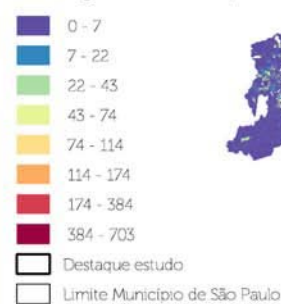 0 - 7
7 - 22
22 - 43
43 - 74
74 - 114
114 - 174
174 - 384
384 - 703
Destaque estudo
Limite Município de São Paulo